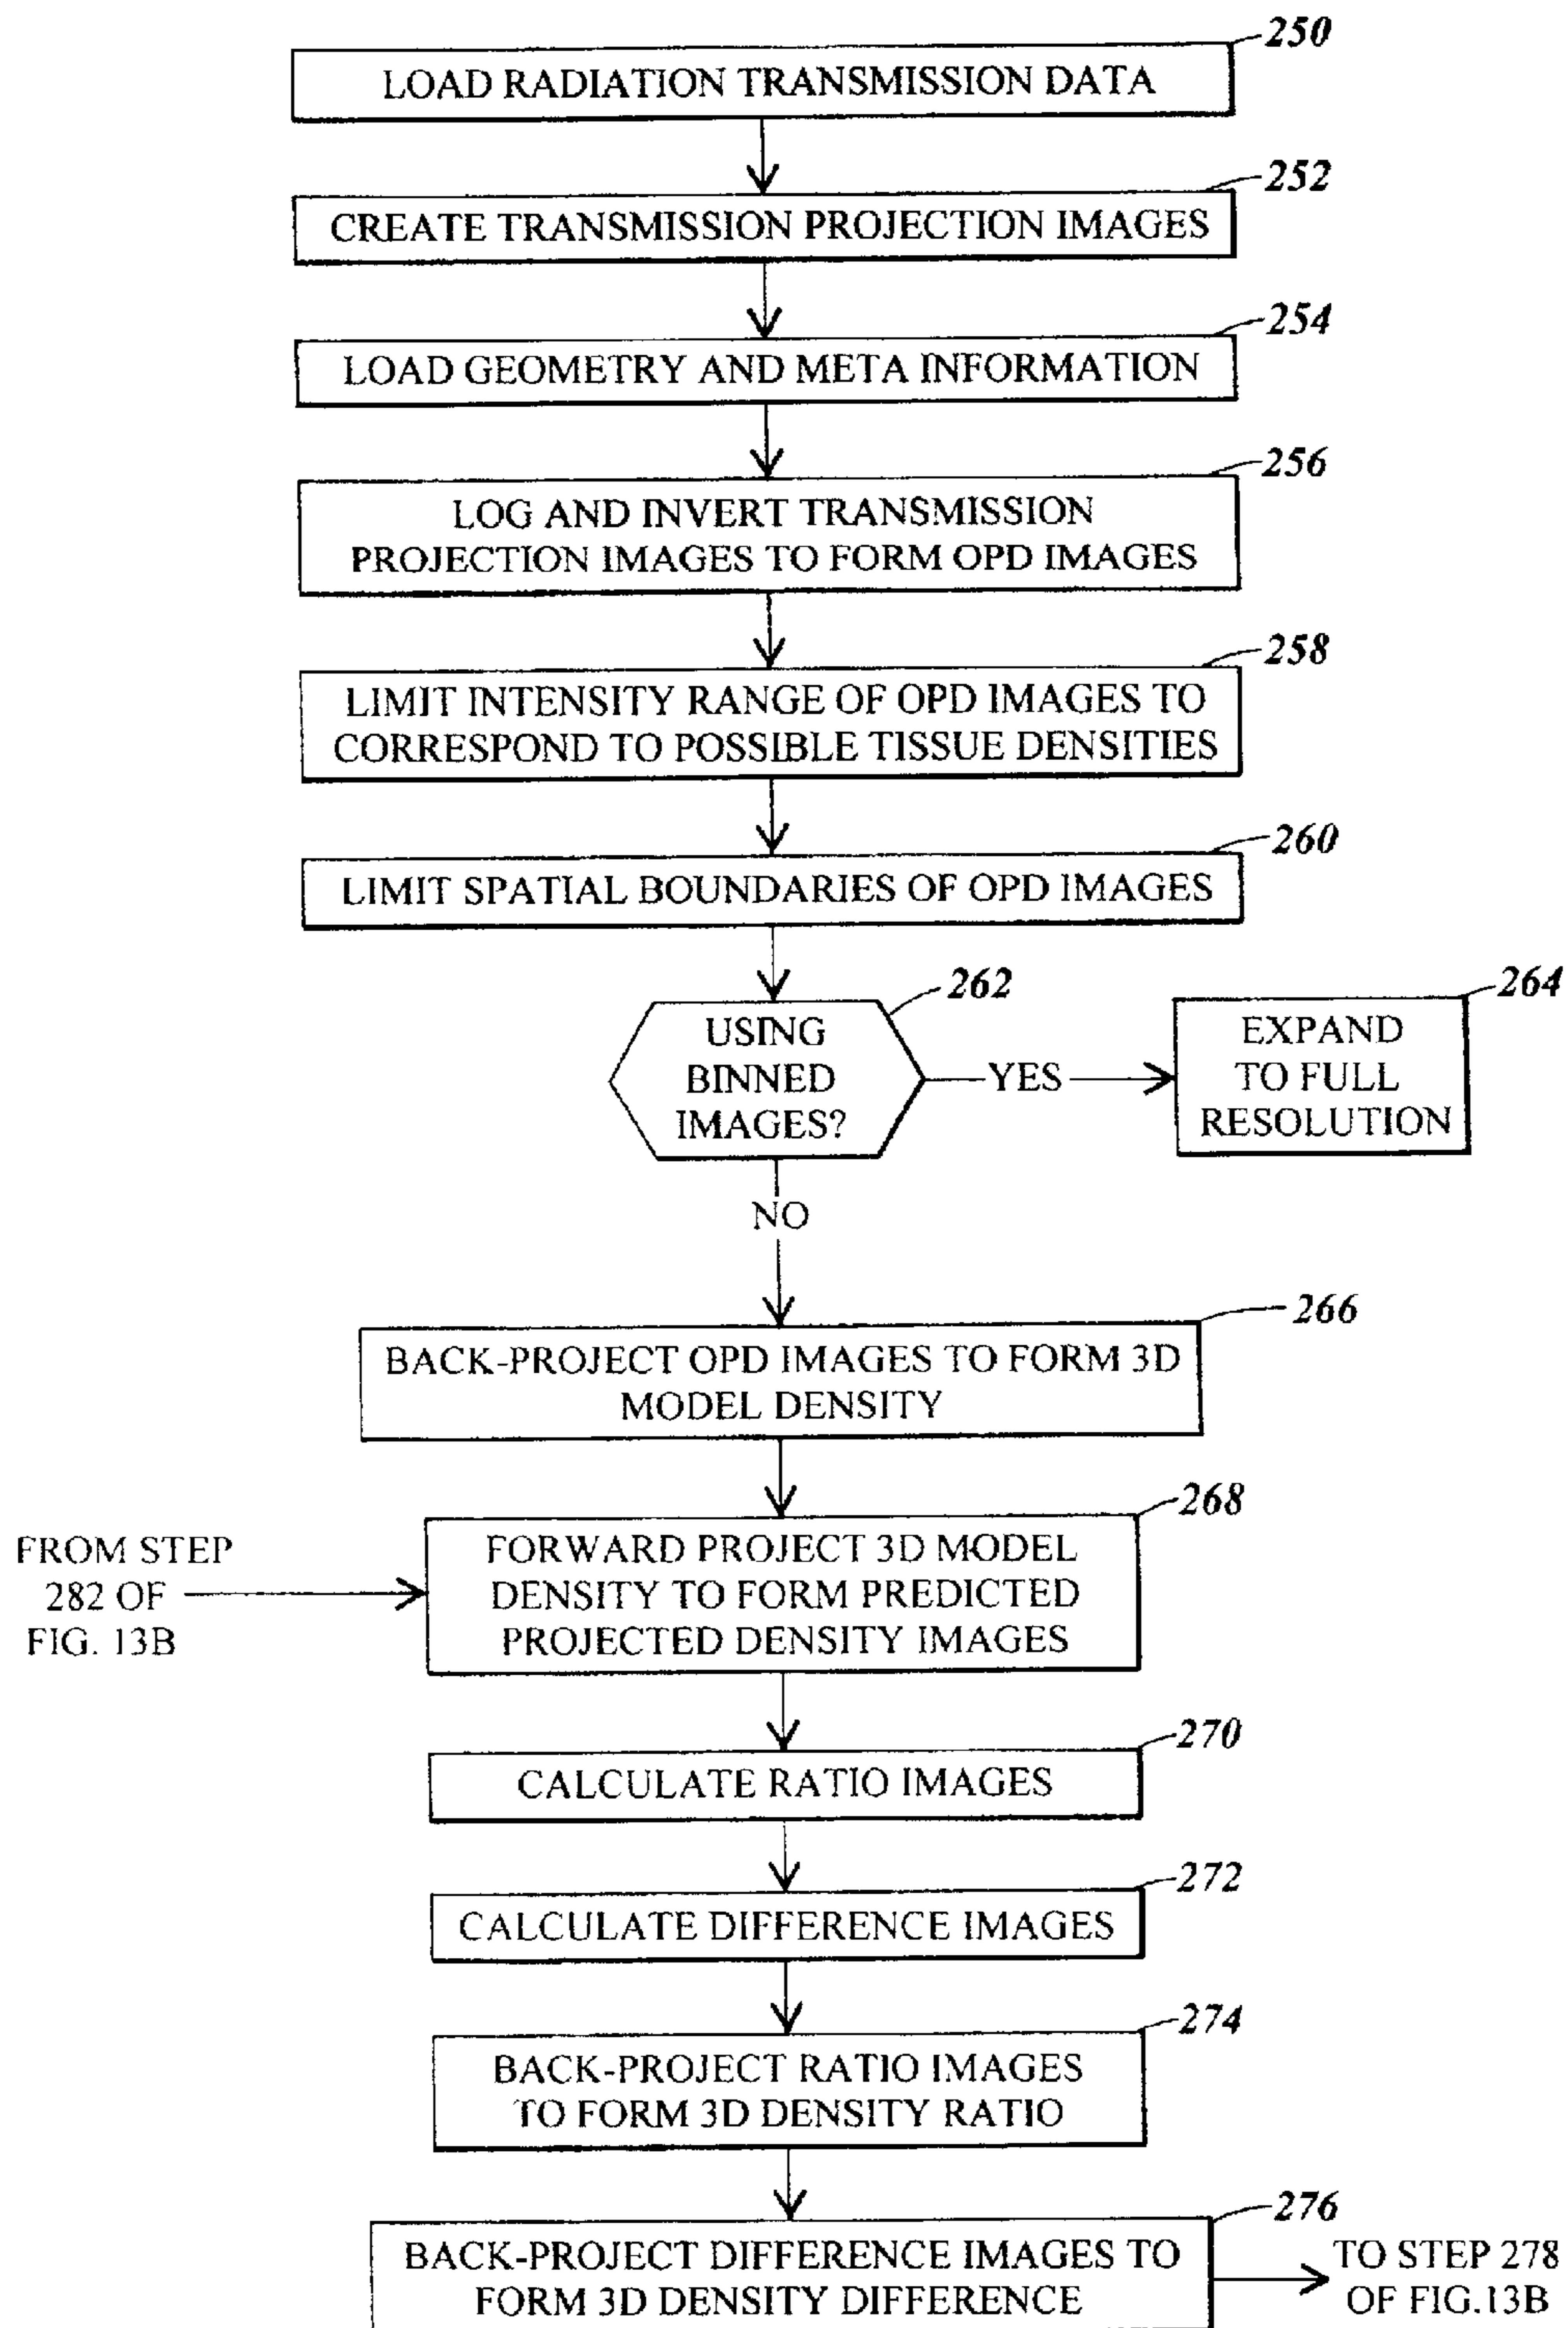 250
LOAD RADIATION TRANSMISSION DATA
252
CREATE TRANSMISSION PROJECTION IMAGES
254
LOAD GEOMETRY AND META INFORMATION
256
LOG AND INVERT TRANSMISSION
PROJECTION IMAGES TO FORM OPD IMAGES
258
LIMIT INTENSITY RANGE OF OPD IMAGES TO
CORRESPOND TO POSSIBLE TISSUE DENSITIES
260
LIMIT SPATIAL BOUNDARIES OF OPD IMAGES
262
USING
BINNED
IMAGES?
YES
264
EXPAND
TO FULL
RESOLUTION
NO
266
BACK-PROJECT OPD IMAGES TO FORM 3D
MODEL DENSITY
FROM STEP
282 OF
FIG. 13B
268
FORWARD PROJECT 3D MODEL
DENSITY TO FORM PREDICTED
PROJECTED DENSITY IMAGES
270
CALCULATE RATIO IMAGES
272
CALCULATE DIFFERENCE IMAGES
274
BACK-PROJECT RATIO IMAGES
TO FORM 3D DENSITY RATIO
276
BACK-PROJECT DIFFERENCE IMAGES TO
FORM 3D DENSITY DIFFERENCE
TO STEP 278
OF FIG.13B